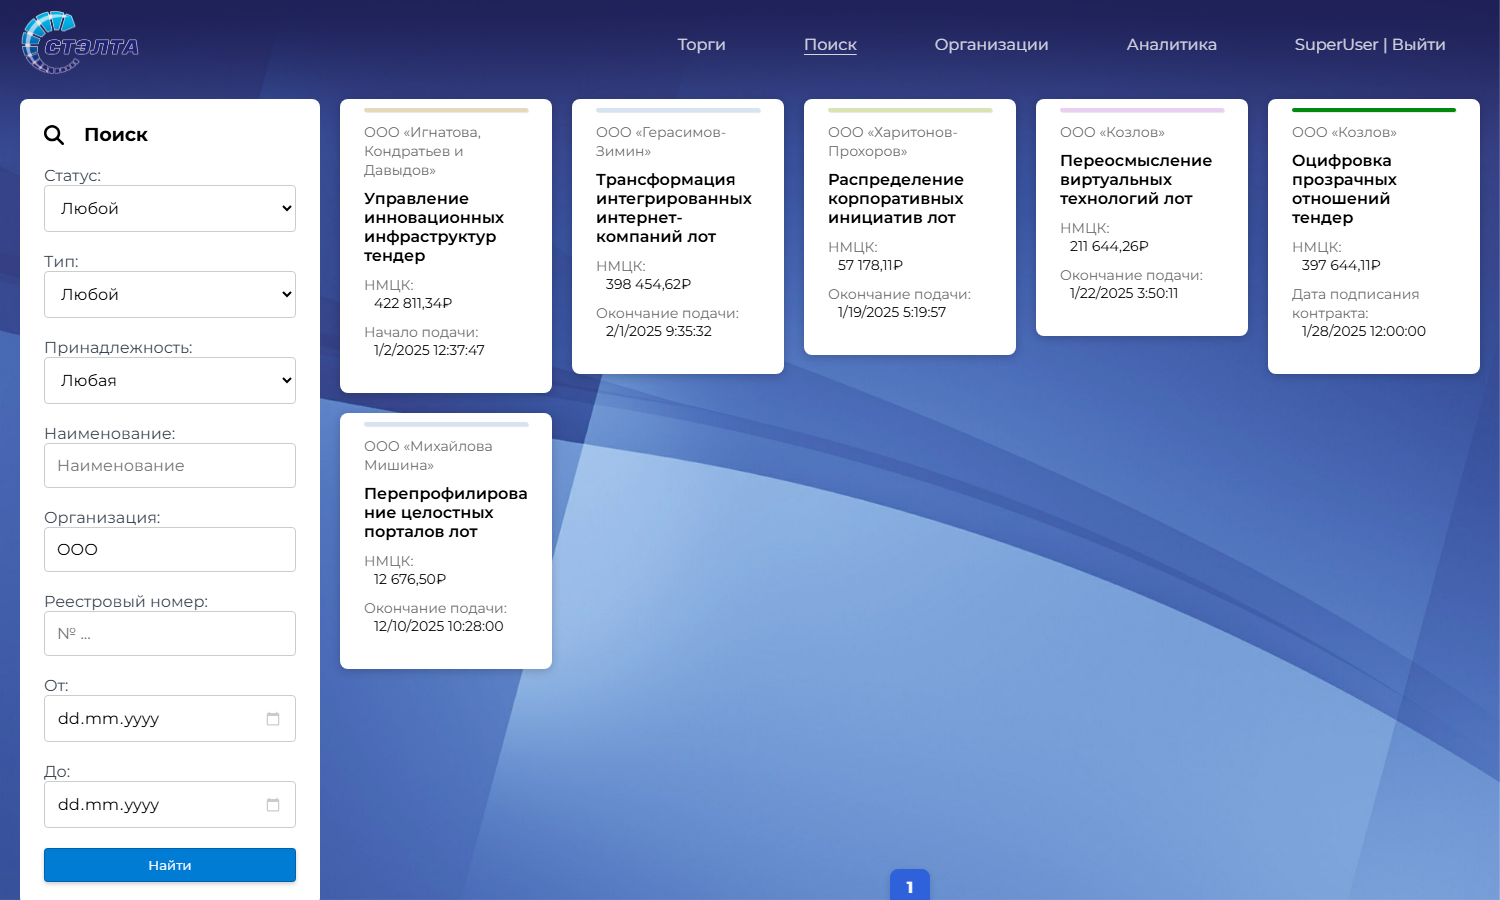 СТЭЛТА
Торги
Поиск
Организации
Аналитика
SuperUser | Выйти
Поиск
Статус:
Любой
Тип:
Любой
Принадлежность:
Любая
Наименование:
Наименование
Организация:
ООО
Реестровый номер:
№ ...
От:
dd.mm.yyyy
До:
dd.mm.yyyy
Найти
ООО «Игнатова,
Кондратьев и
Давыдов»
Управление
инновационных
инфраструктур
тендер
НМЦК:
422 811,34₽
Начало подачи:
1/2/2025 12:37:47
ООО «Герасимов-
Зимин»
Трансформация
интегрированных
интернет-
компаний лот
НМЦК:
398 454,62₽
Окончание подачи:
2/1/2025 9:35:32
ООО «Харитонов-
Прохоров»
Распределение
корпоративных
инициатив лот
НМЦК:
57 178,11₽
Окончание подачи:
1/19/2025 5:19:57
ООО «Козлов»
Переосмысление
виртуальных
технологий лот
НМЦК:
211 644,26₽
Окончание подачи:
1/22/2025 3:50:11
ООО «Козлов»
Оцифровка
прозрачных
отношений
тендер
НМЦК:
397 644,11₽
Дата подписания
контракта:
1/28/2025 12:00:00
ООО «Михайлова
Мишина»
Перепрофилирова
ние целостных
порталов лот
НМЦК:
12 676,50₽
Окончание подачи:
12/10/2025 10:28:00
1